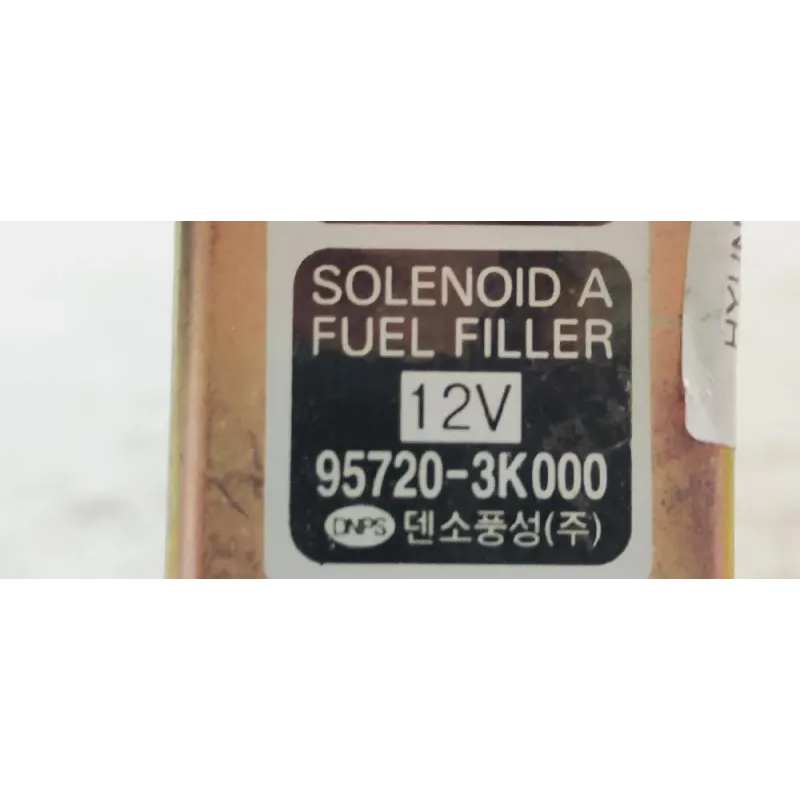 SOLENOID A
FUEL FILLER
12V
95720-3K000
DNPS 덴소풍성(주)